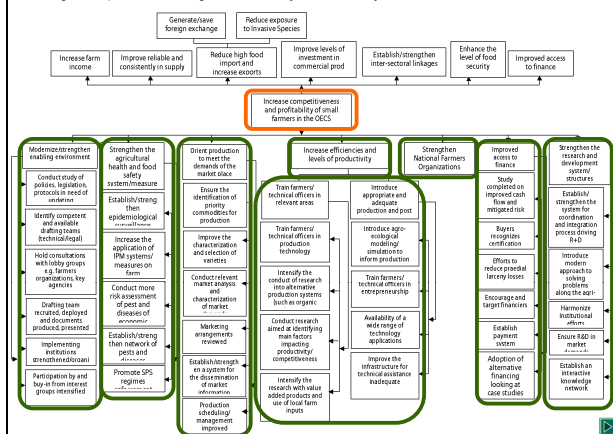 Generate/save
foreign exchange
Reduce exposure
to Invasive Species
Increase farm
income
Improve reliable and
consistently in supply
Reduce high food
import and
increase exports
Improve levels of
investment in
commercial prod
Establish/strengthen
inter-sectoral linkages
Enhance the
level of food
security
Improved access
to finance
Increase competitiveness
and profitability of small
farmers in the OECS
Modernize/strengthen
enabling environment
Conduct study of
policies, legislation,
protocols in need of
updating
Identify competent
and available
drafting teams
(technical/legal)
Hold consultations
with lobby groups
e.g. farmers
organizations, key
agencies
Drafting team
recruited, deployed
and documents
produced, presented
Implementing
institutions
strengthened/organi
Participation by and
buy-in from interest
groups intensified
Strengthen the
agricultural
health and food
safety
system/measure
Establish/streng
then
epidemiological
surveillance
Increase the
application of
IPM systems/
measures on
farm
Conduct more
risk assessment
of pest and
diseases of
economic
Establish/streng
then network of
pests and
diseases
Promote SPS
regimes
enforcement
Orient production
to meet the
demands of the
market place
Ensure the
identification of
priority
commodities for
production
Improve the
characterization
and selection of
varieties
Conduct relevant
market analysis
and
characterization of
Marketing
arrangements
reviewed
Establish/strength
en a system for
the dissemination
of market
information
Production
scheduling/
management
improved
Increase efficiencies and
levels of productivity
Train farmers/
technical officers in
relevant areas
Train farmers/
technical officers in
production
technology
Intensify the
conduct of research
into alternative
production systems
(such as organic
Conduct research
aimed at identifying
main factors
impacting
productivity/
competitiveness
Intensify the
research with value
added products and
use of local farm
inputs
Introduce
appropriate and
adequate
production and post
Introduce agro-
ecological
modeling/
simulation to
inform production
Train farmers/
technical officers in
entrepreneurship
Availability of a
wide range of
technology
applications
Improve the
infrastructure for
technical assistance
inadequate
Strengthen
National Farmers
Organizations
Improved
access to
finance
Study
completed on
improved cash
flow and
mitigated risk
Buyers
recognizes
certification
Efforts to
reduce praedial
larceny losses
Encourage and
target financiers
Establish
payment
system
Adoption of
alternative
financing
looking at
case studies
Strengthen the
research and
development
system/
structures
Establish/
strengthen the
system for
coordination
and integration
process driving
R+D
Introduce
modern
approach to
solving
problems
along the agri-
Harmonize
Institutional
efforts
Ensure R&D in
market
demands
Establish an
interactive
knowledge
network